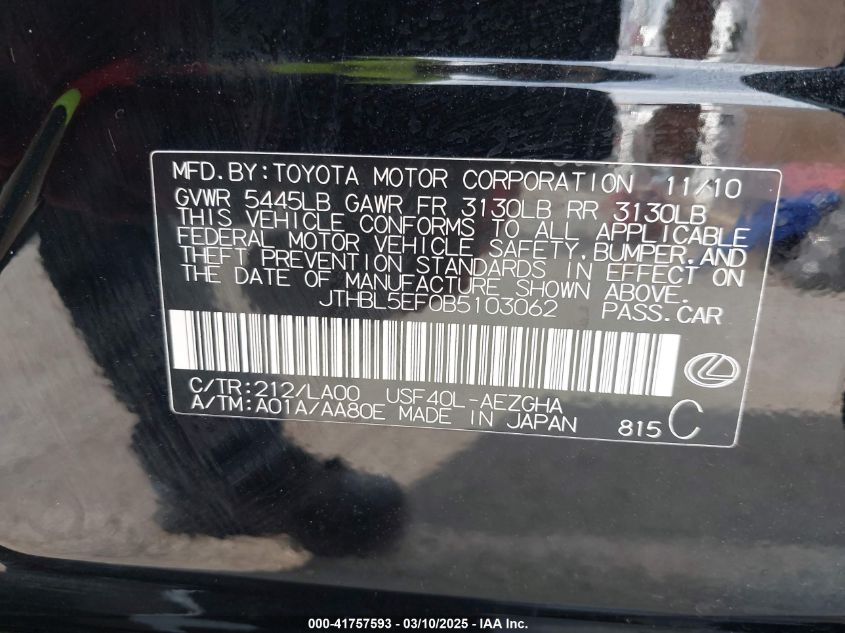 MFD. BY: TOYOTA MOTOR CORPORATION 11/10
GVWR 5445LB GAWR FR 3130LB RR 3130LB
THIS VEHICLE CONFORMS TO ALL APPLICABLE
FEDERAL MOTOR VEHICLE SAFETY, BUMPER, AND
THEFT PREVENTION STANDARDS IN EFFECT ON
THE DATE OF MANUFACTURE SHOWN ABOVE.
JTHBL5EF0B5103062 PASS. CAR
C/TR: 212/LA00 USF40L-AEZGHA
A/TM: A01A/AA80E MADE IN JAPAN 815 C
000-41757593 - 03/10/2025 - © IAA Inc.